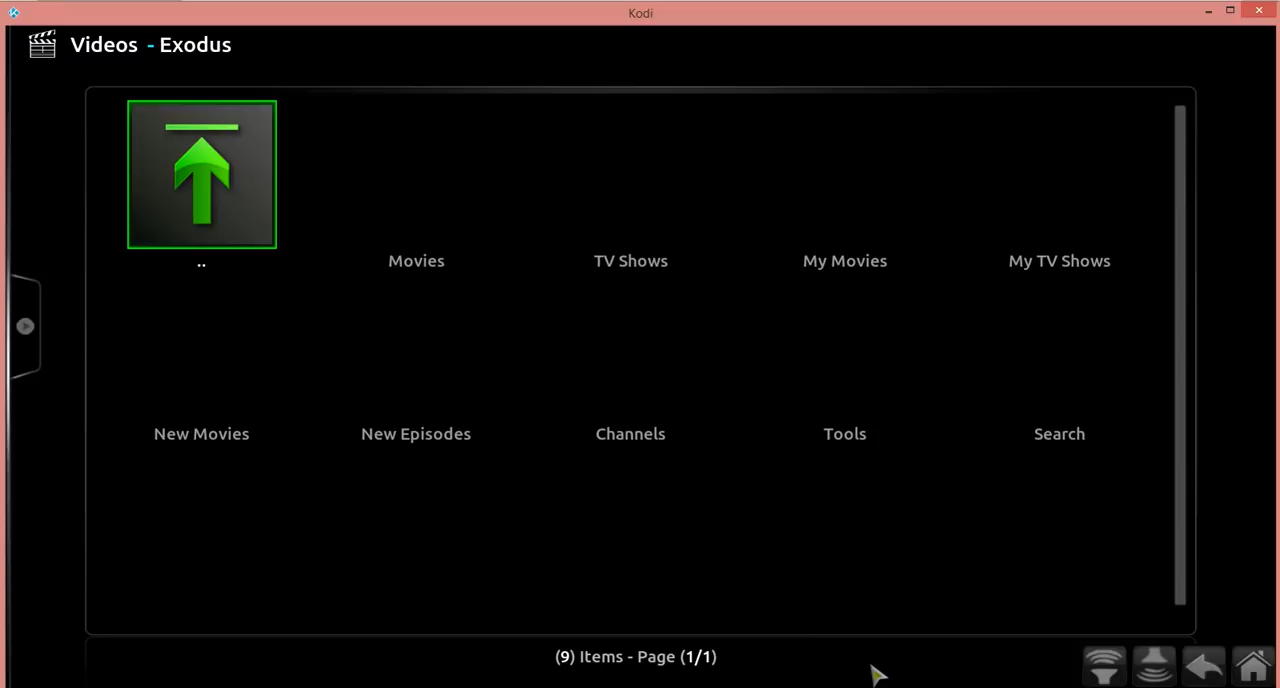 Kodi
Videos - Exodus
..
Movies
TV Shows
My Movies
My TV Shows
New Movies
New Episodes
Channels
Tools
Search
(9) Items - Page (1/1)